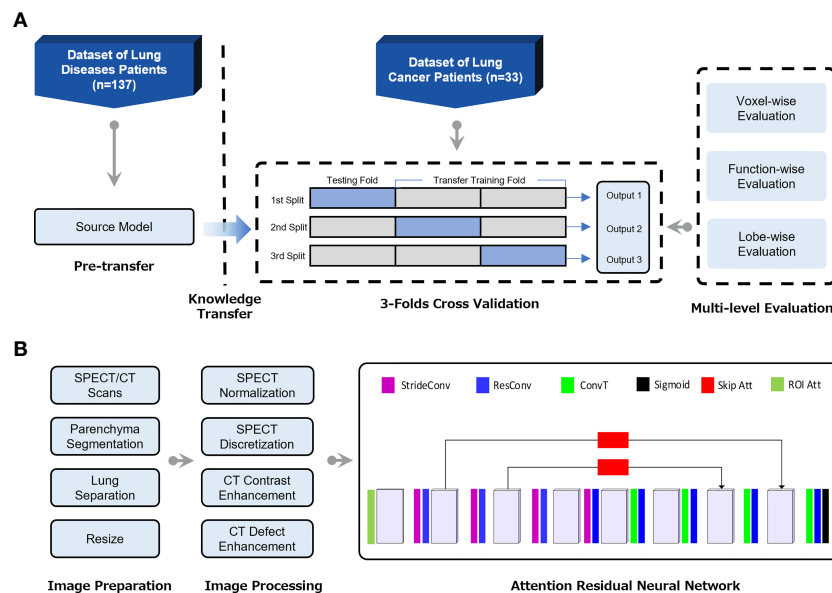 A
Dataset of Lung
Diseases Patients
(n=137)
Dataset of Lung
Cancer Patients (n=33)
Voxel-wise
Evaluation
Function-wise
Evaluation
Lobe-wise
Evaluation
Multi-level Evaluation
Source Model
Pre-transfer
Knowledge
Transfer
Testing Fold
Transfer Training Fold
1st Split
Output 1
2nd Split
Output 2
3rd Split
Output 3
3-Folds Cross Validation
B
SPECT/CT
Scans
Parenchyma
Segmentation
Lung
Separation
Resize
Image Preparation
SPECT
Normalization
SPECT
Discretization
CT Contrast
Enhancement
CT Defect
Enhancement
Image Processing
StrideConv
ResConv
ConvT
Sigmoid
Skip Att
ROI Att
Attention Residual Neural Network